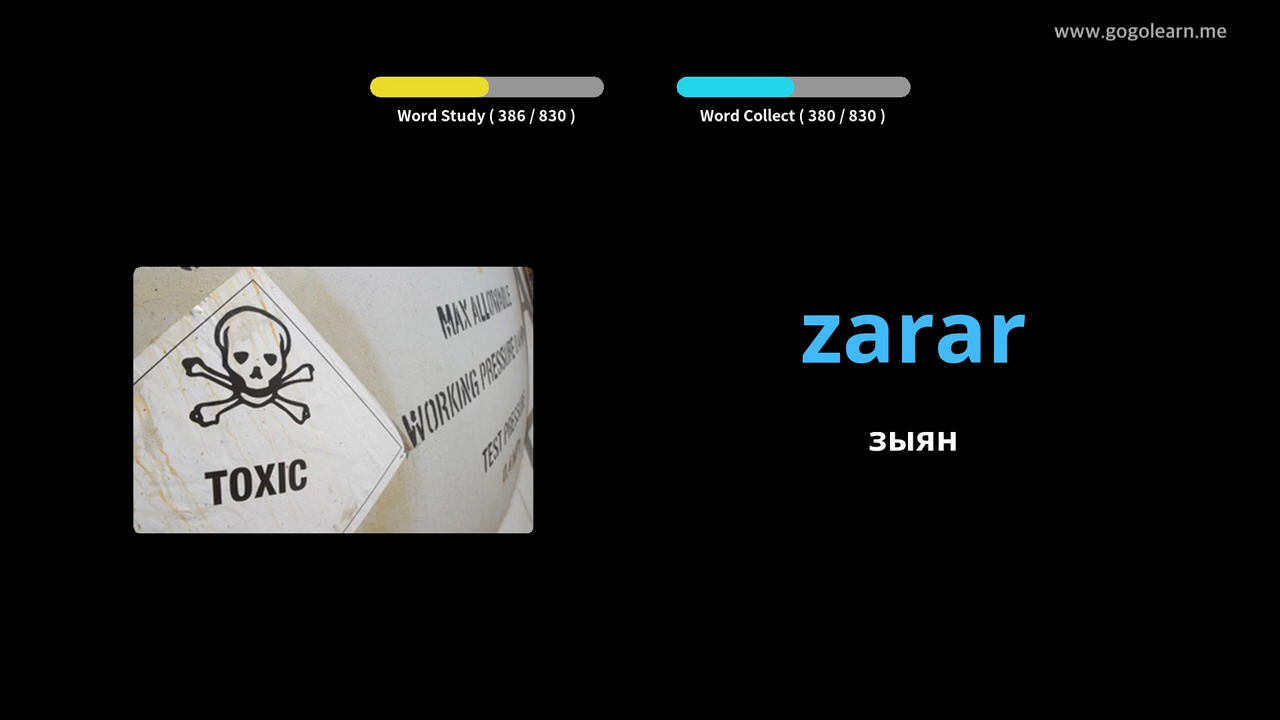 www.gogolearn.me
Word Study ( 386 / 830 )
Word Collect ( 380 / 830 )
MAX ALLOWABLE
WORKING PRESSURE
TEST PRESSURE
TOXIC
zarar
зыян